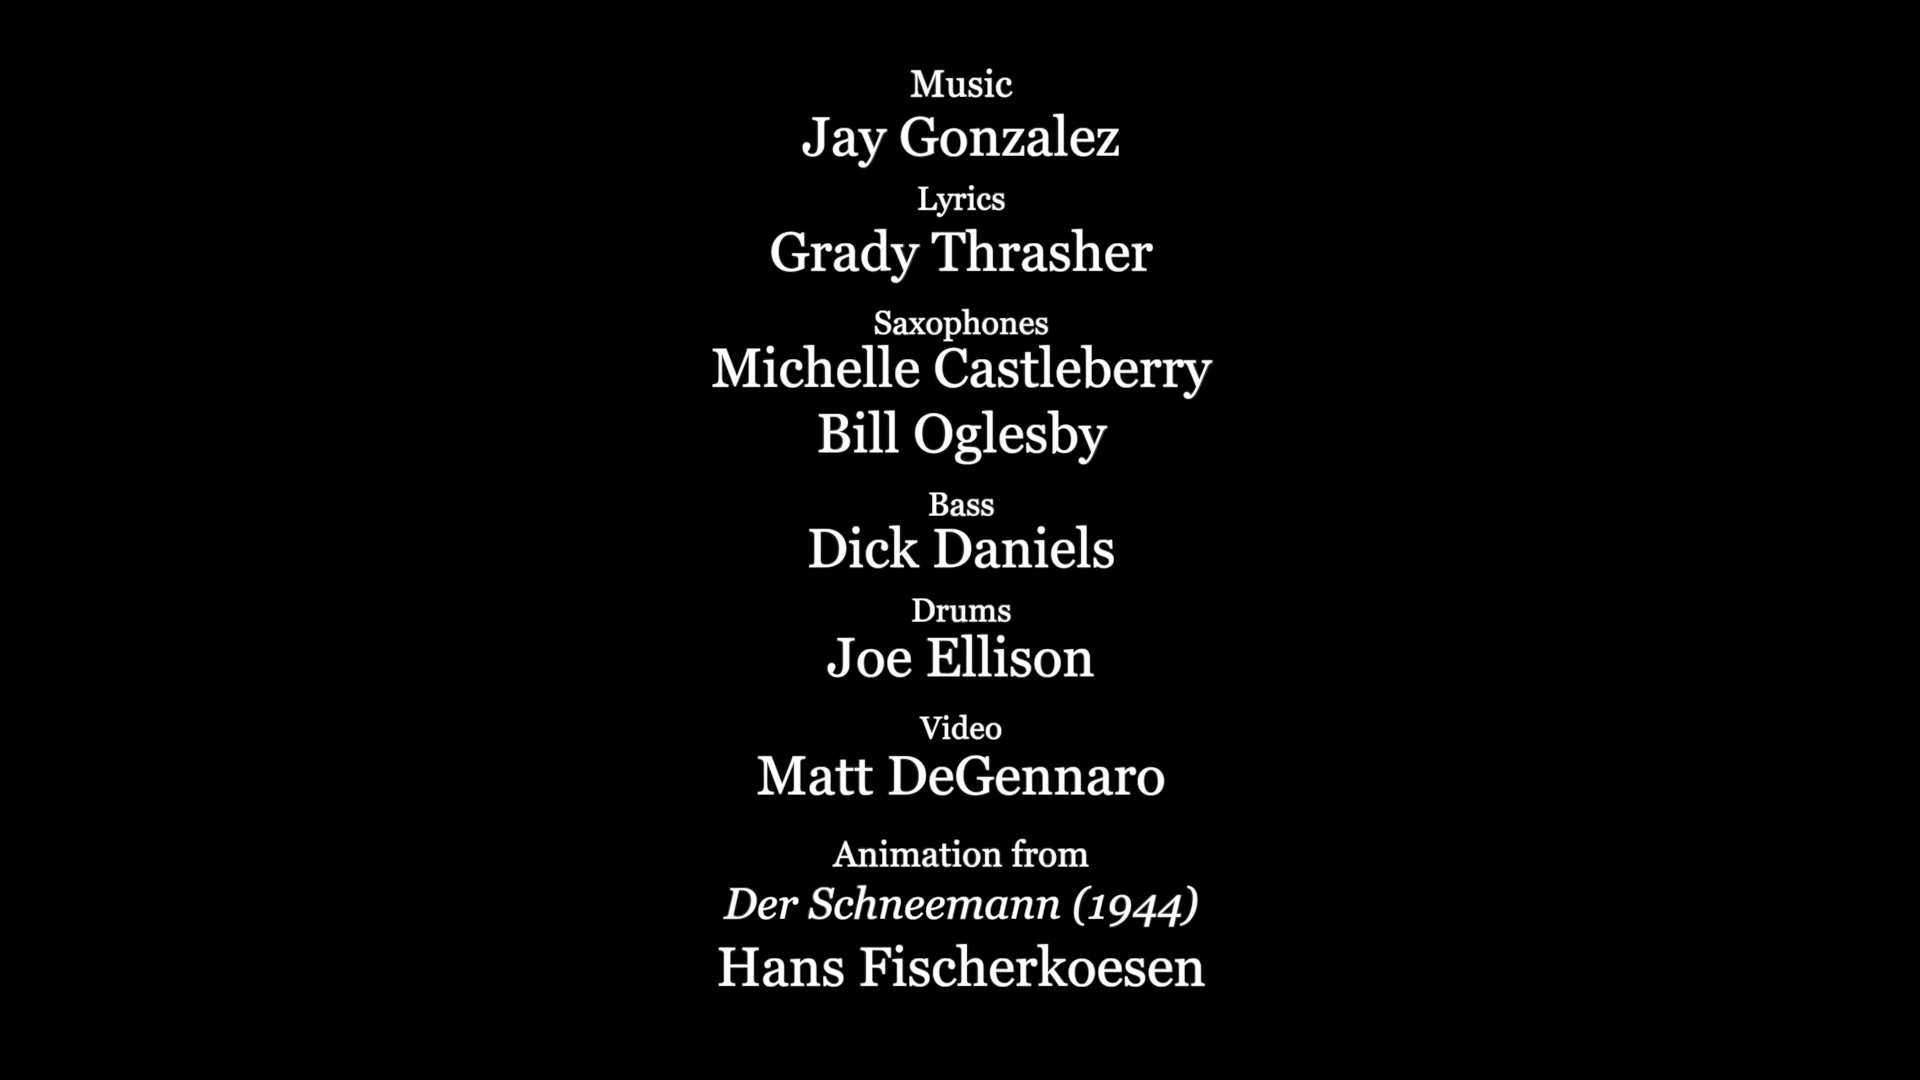 Music
Jay Gonzalez
Lyrics
Grady Thrasher
Saxophones
Michelle Castleberry
Bill Oglesby
Bass
Dick Daniels
Drums
Joe Ellison
Video
Matt DeGennaro
Animation from
Der Schneemann (1944)
Hans Fischerkoesen